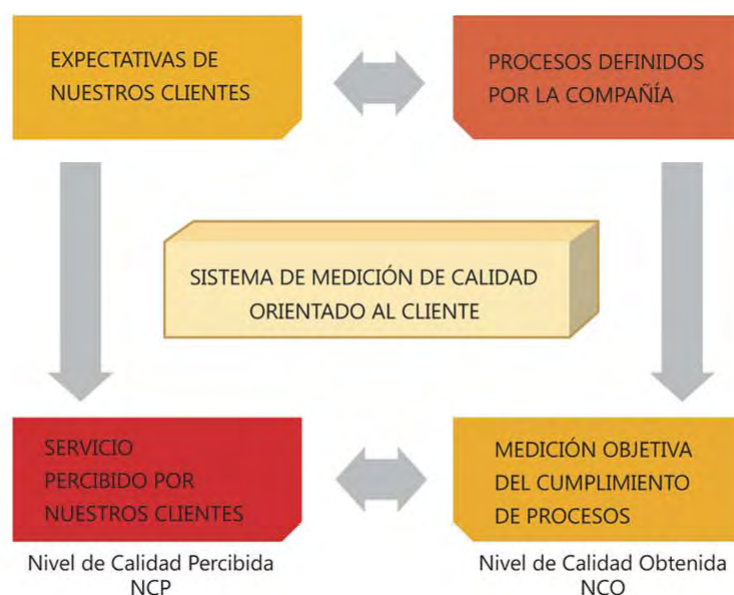 EXPECTATIVAS DE
NUESTROS CLIENTES
PROCESOS DEFINIDOS
POR LA COMPAÑÍA
SISTEMA DE MEDICIÓN DE CALIDAD
ORIENTADO AL CLIENTE
SERVICIO
PERCIBIDO POR
NUESTROS CLIENTES
MEDICIÓN OBJETIVA
DEL CUMPLIMIENTO
DE PROCESOS
Nivel de Calidad Percibida
NCP
Nivel de Calidad Obtenida
NCO